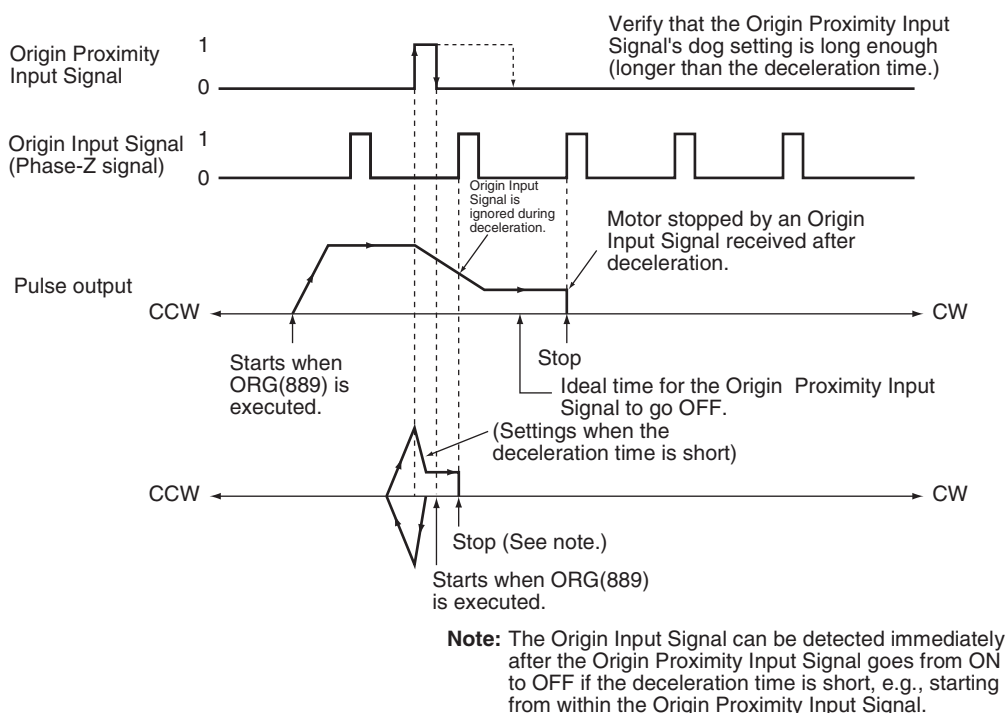 Verify that the Origin Proximity Input
Signal's dog setting is long enough
(longer than the deceleration time.)
Origin Proximity
Input Signal
1
0
Origin Input Signal
(Phase-Z signal)
1
0
Origin Input
Signal is
ignored during
deceleration.
Motor stopped by an Origin
Input Signal received after
deceleration.
Pulse output
CCW
CW
Starts when
ORG(889) is
executed.
Stop
Ideal time for the Origin Proximity Input
Signal to go OFF.
(Settings when the
deceleration time is short)
CCW
CW
Stop (See note.)
Starts when ORG(889)
is executed.
Note: The Origin Input Signal can be detected immediately
after the Origin Proximity Input Signal goes from ON
to OFF if the deceleration time is short, e.g., starting
from within the Origin Proximity Input Signal.